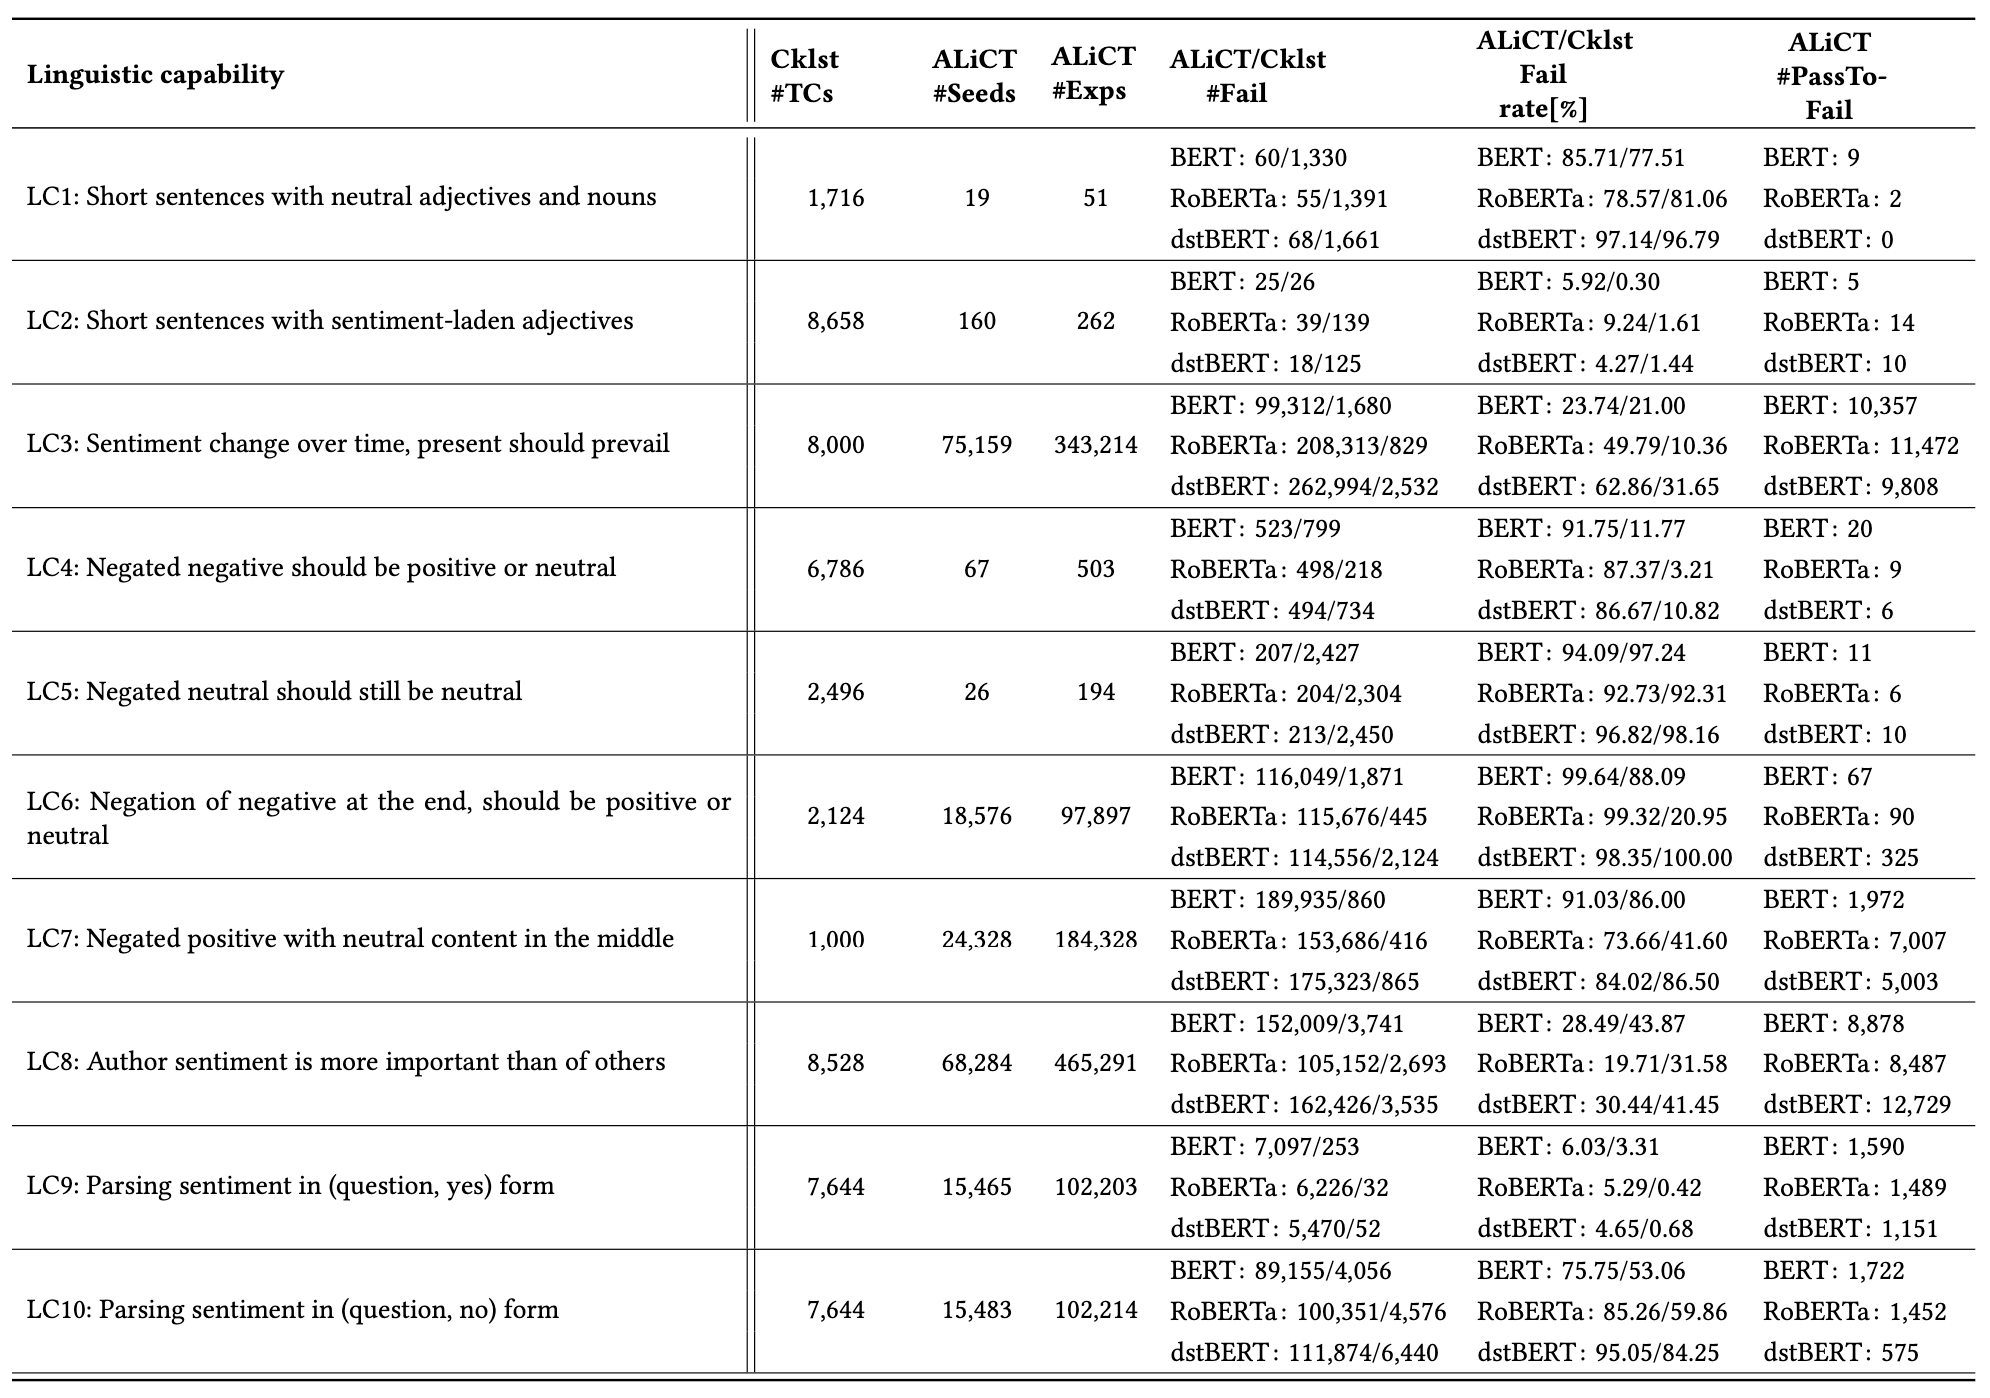 Linguistic capability | Cklst #TCs | ALiCT #Seeds | ALiCT #Exps | ALiCT/Cklst #Fail | ALiCT/Cklst Fail rate[%] | ALiCT #PassTo-Fail
BERT: 60/1,330 | BERT: 85.71/77.51 | BERT: 9
LC1: Short sentences with neutral adjectives and nouns | 1,716 | 19 | 51 | RoBERTa: 55/1,391 | RoBERTa: 78.57/81.06 | RoBERTa: 2
dstBERT: 68/1,661 | dstBERT: 97.14/96.79 | dstBERT: 0
BERT: 25/26 | BERT: 5.92/0.30 | BERT: 5
LC2: Short sentences with sentiment-laden adjectives | 8,658 | 160 | 262 | RoBERTa: 39/139 | RoBERTa: 9.24/1.61 | RoBERTa: 14
dstBERT: 18/125 | dstBERT: 4.27/1.44 | dstBERT: 10
BERT: 99,312/1,680 | BERT: 23.74/21.00 | BERT: 10,357
LC3: Sentiment change over time, present should prevail | 8,000 | 75,159 | 343,214 | RoBERTa: 208,313/829 | RoBERTa: 49.79/10.36 | RoBERTa: 11,472
dstBERT: 262,994/2,532 | dstBERT: 62.86/31.65 | dstBERT: 9,808
BERT: 523/799 | BERT: 91.75/11.77 | BERT: 20
LC4: Negated negative should be positive or neutral | 6,786 | 67 | 503 | RoBERTa: 498/218 | RoBERTa: 87.37/3.21 | RoBERTa: 9
dstBERT: 494/734 | dstBERT: 86.67/10.82 | dstBERT: 6
BERT: 207/2,427 | BERT: 94.09/97.24 | BERT: 11
LC5: Negated neutral should still be neutral | 2,496 | 26 | 194 | RoBERTa: 204/2,304 | RoBERTa: 92.73/92.31 | RoBERTa: 6
dstBERT: 213/2,450 | dstBERT: 96.82/98.16 | dstBERT: 10
BERT: 116,049/1,871 | BERT: 99.64/88.09 | BERT: 67
LC6: Negation of negative at the end, should be positive or neutral | 2,124 | 18,576 | 97,897 | RoBERTa: 115,676/445 | RoBERTa: 99.32/20.95 | RoBERTa: 90
dstBERT: 114,556/2,124 | dstBERT: 98.35/100.00 | dstBERT: 325
BERT: 189,935/860 | BERT: 91.03/86.00 | BERT: 1,972
LC7: Negated positive with neutral content in the middle | 1,000 | 24,328 | 184,328 | RoBERTa: 153,686/416 | RoBERTa: 73.66/41.60 | RoBERTa: 7,007
dstBERT: 175,323/865 | dstBERT: 84.02/86.50 | dstBERT: 5,003
BERT: 152,009/3,741 | BERT: 28.49/43.87 | BERT: 8,878
LC8: Author sentiment is more important than of others | 8,528 | 68,284 | 465,291 | RoBERTa: 105,152/2,693 | RoBERTa: 19.71/31.58 | RoBERTa: 8,487
dstBERT: 162,426/3,535 | dstBERT: 30.44/41.45 | dstBERT: 12,729
BERT: 7,097/253 | BERT: 6.03/3.31 | BERT: 1,590
LC9: Parsing sentiment in (question, yes) form | 7,644 | 15,465 | 102,203 | RoBERTa: 6,226/32 | RoBERTa: 5.29/0.42 | RoBERTa: 1,489
dstBERT: 5,470/52 | dstBERT: 4.65/0.68 | dstBERT: 1,151
BERT: 89,155/4,056 | BERT: 75.75/53.06 | BERT: 1,722
LC10: Parsing sentiment in (question, no) form | 7,644 | 15,483 | 102,214 | RoBERTa: 100,351/4,576 | RoBERTa: 85.26/59.86 | RoBERTa: 1,452
dstBERT: 111,874/6,440 | dstBERT: 95.05/84.25 | dstBERT: 575